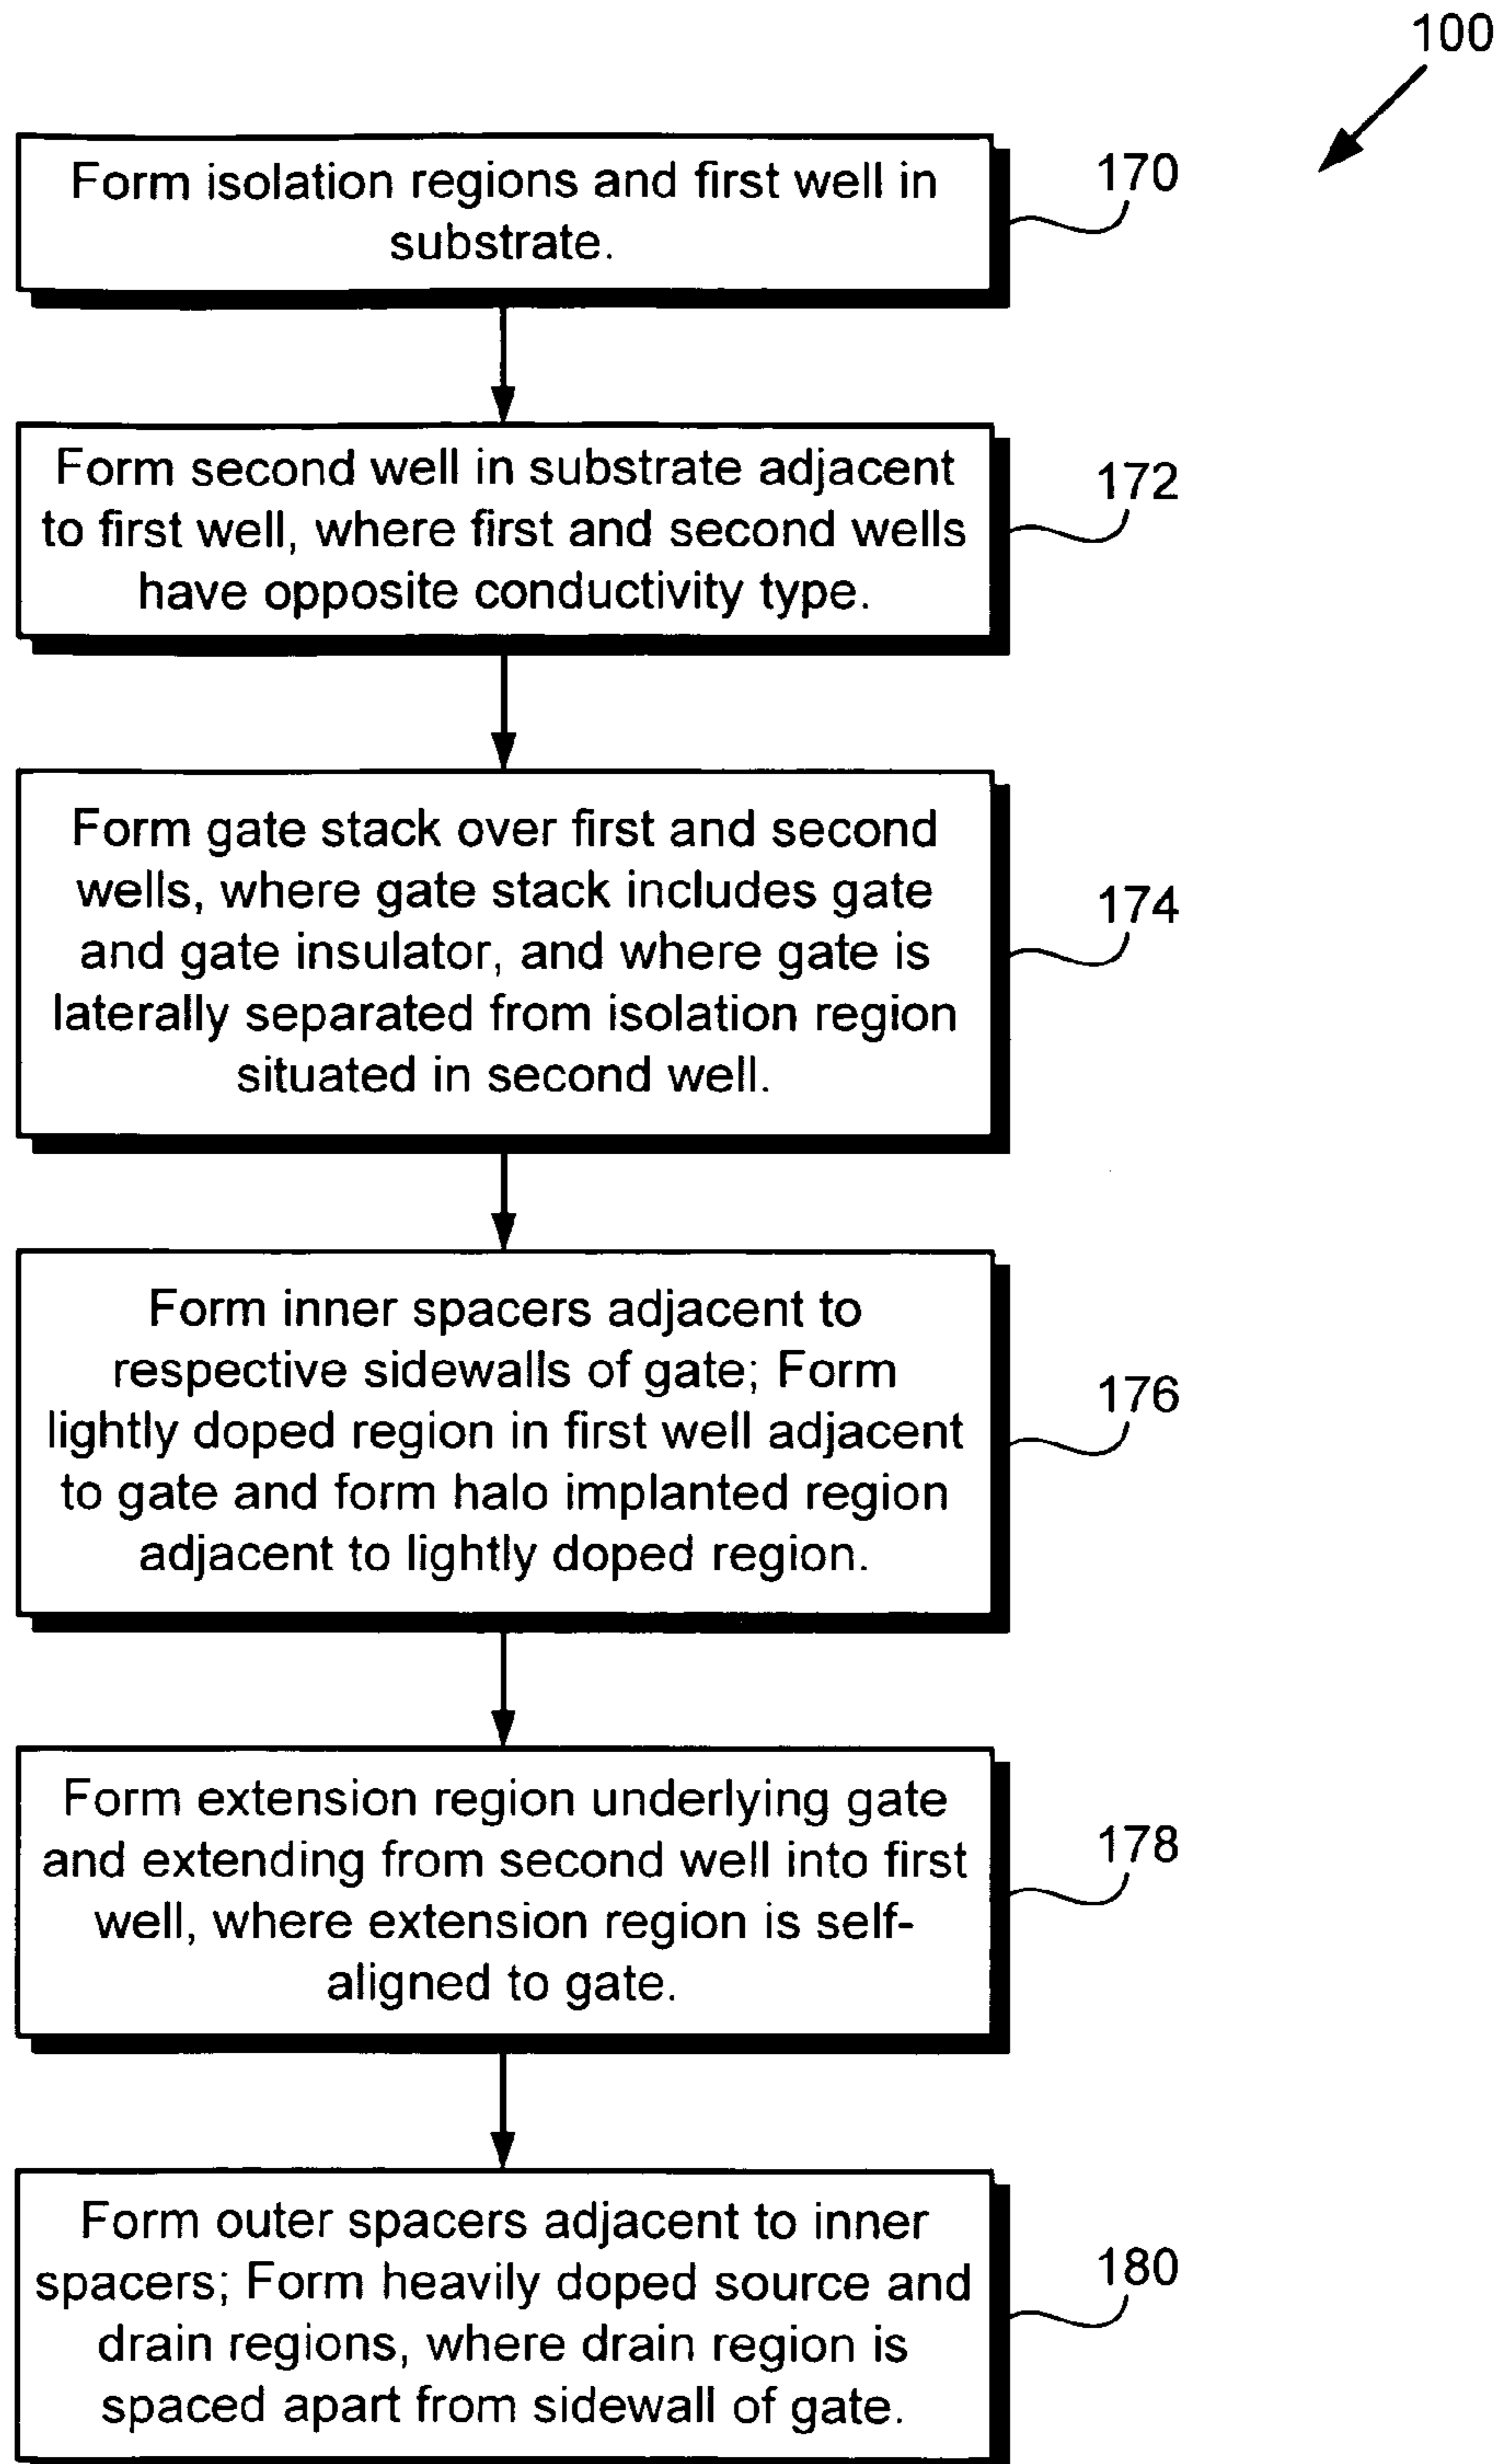 100
Form isolation regions and first well in
substrate.
170
Form second well in substrate adjacent
to first well, where first and second wells
have opposite conductivity type.
172
Form gate stack over first and second
wells, where gate stack includes gate
and gate insulator, and where gate is
laterally separated from isolation region
situated in second well.
174
Form inner spacers adjacent to
respective sidewalls of gate; Form
lightly doped region in first well adjacent
to gate and form halo implanted region
adjacent to lightly doped region.
176
Form extension region underlying gate
and extending from second well into first
well, where extension region is self-
aligned to gate.
178
Form outer spacers adjacent to inner
spacers; Form heavily doped source and
drain regions, where drain region is
spaced apart from sidewall of gate.
180